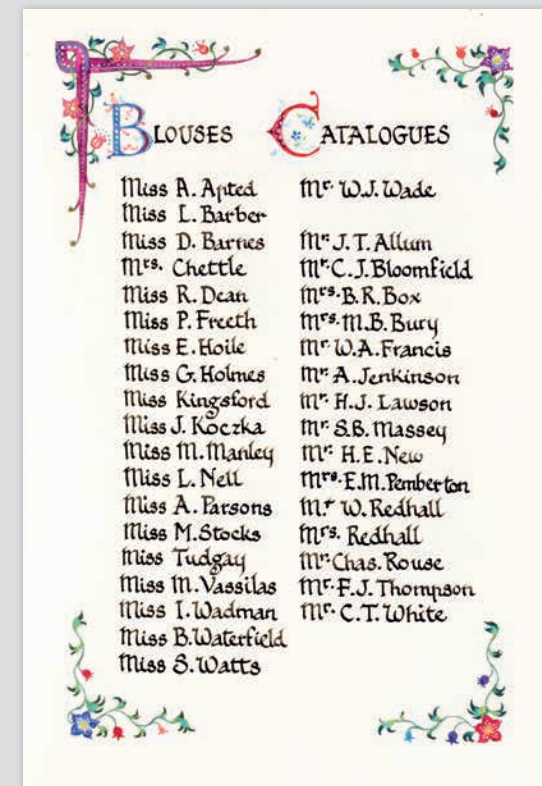 BLOUSES
Miss A. Apted
Miss L. Barber
Miss D. Barnes
Mrs. Chettle
Miss R. Dean
Miss P. Freeth
Miss E. Hoile
Miss G. Holmes
Miss Kingsford
Miss J. Koczka
Miss M. Manley
Miss L. Nell
Miss A. Parsons
Miss M. Stocks
Miss Tudgay
Miss M. Vassilas
Miss I. Wadman
Miss B. Waterfield
Miss S. Watts
CATALOGUES
Mr. W.J. Wade
Mr. J.T. Allum
Mr. C.J. Bloomfield
Mrs. B.R. Box
Mrs. M.B. Bury
Mr. W.A. Francis
Mr. A. Jenkinson
Mr. H.J. Lawson
Mr. S.B. Massey
Mr. H.E. New
Mrs. E.M. Pemberton
Mr W. Redhall
Mrs. Redhall
Mr. Chas. Rouse
Mr. F.J. Thompson
Mr. C.T. White